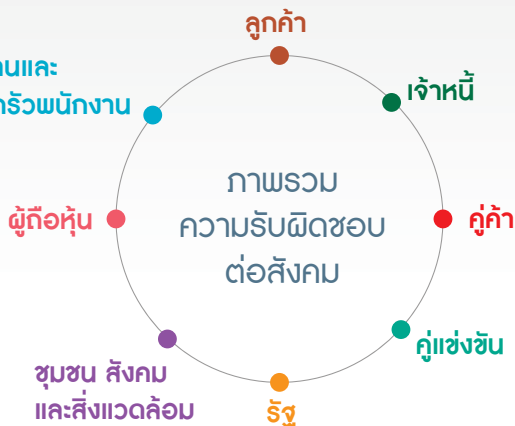 ลูกค้า
เจ้าหนี้
คู่ค้า
คู่แข่งขัน
รัฐ
ชุมชน สังคม
และสิ่งแวดล้อม
ผู้ถือหุ้น
และ
พนักงาน
ภาพรวม
ความรับผิดชอบ
ต่อสังคม